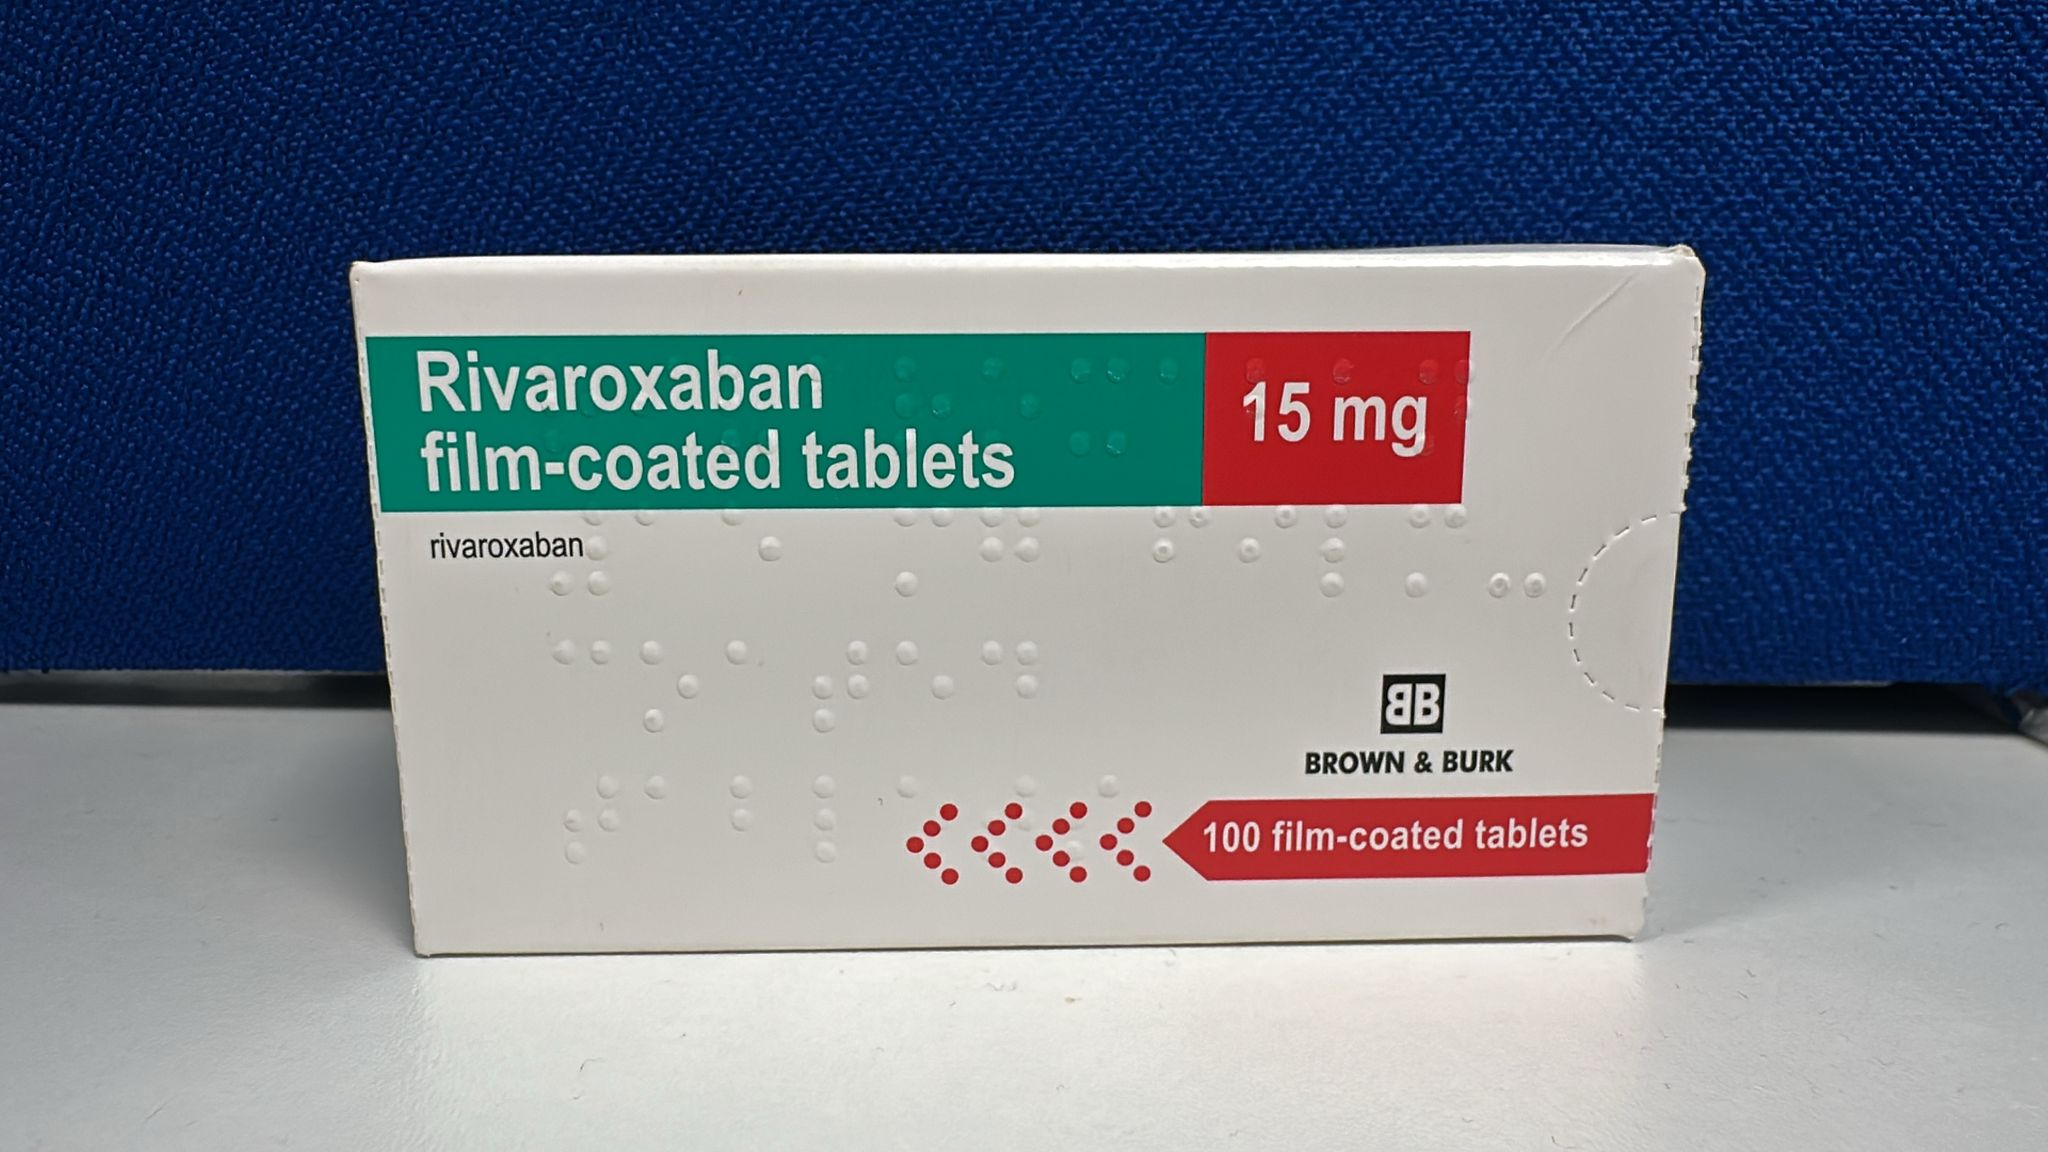 Rivaroxaban
film-coated tablets
15 mg
rivaroxaban
BB
BROWN & BURK
100 film-coated tablets